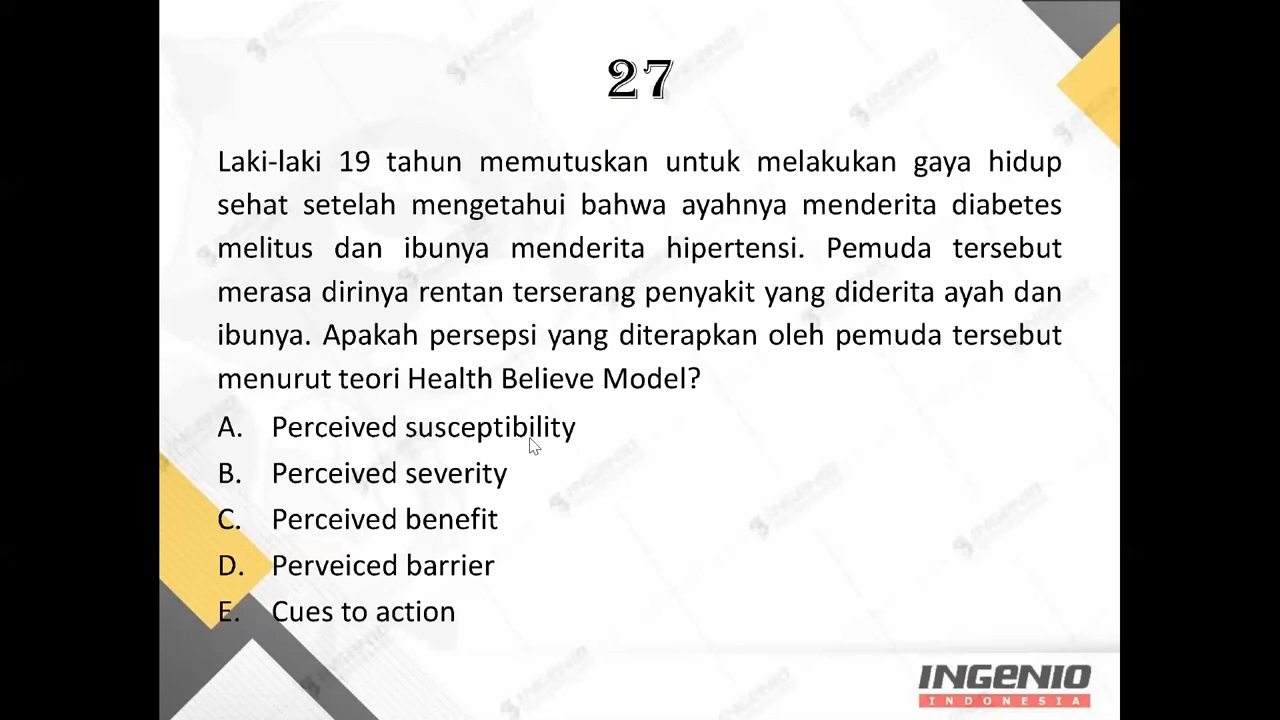 27
Laki-laki 19 tahun memutuskan untuk melakukan gaya hidup
sehat setelah mengetahui bahwa ayahnya menderita diabetes
melitus dan ibunya menderita hipertensi. Pemuda tersebut
merasa dirinya rentan terserang penyakit yang diderita ayah dan
ibunya. Apakah persepsi yang diterapkan oleh pemuda tersebut
menurut teori Health Believe Model?
A. Perceived susceptibility
B. Perceived severity
C. Perceived benefit
D. Perveiced barrier
E. Cues to action
INGENIO
INDONESIA